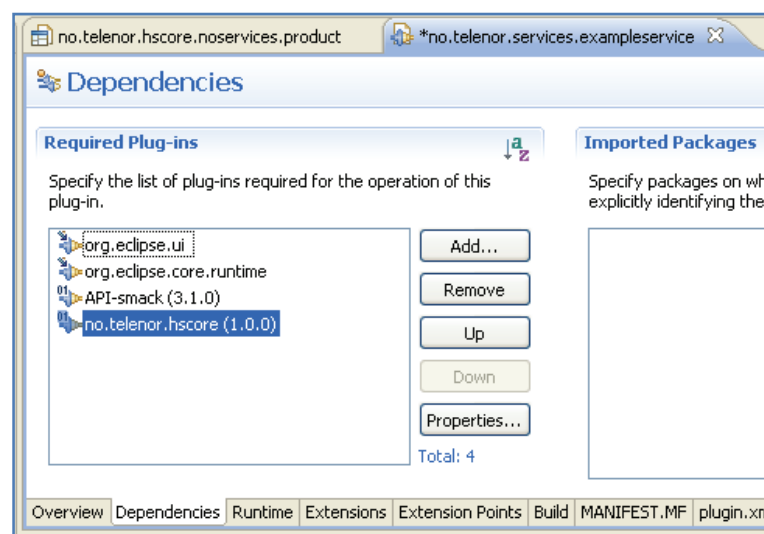 no.telenor.hscore.noservices.product
*no.telenor.services.exampleservice
Dependencies
Required Plug-ins
Specify the list of plug-ins required for the operation of this
plug-in.
org.eclipse.ui
org.eclipse.core.runtime
API-smack (3.1.0)
no.telenor.hscore (1.0.0)
Add...
Remove
Up
Down
Properties...
Total: 4
Imported Packages
Specify packages on wh
explicitly identifying the
Overview Dependencies Runtime Extensions Extension Points Build MANIFEST.MF plugin.xm